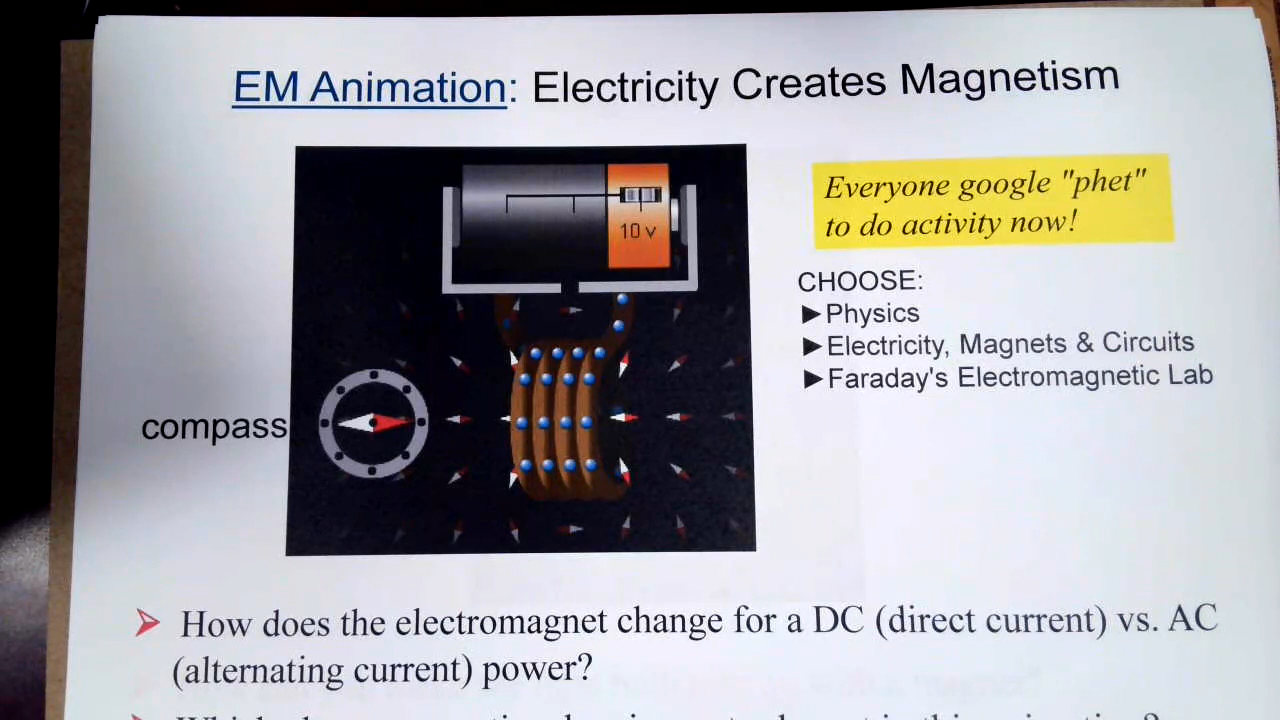 EM Animation: Electricity Creates Magnetism
10 v
Everyone google "phet"
to do activity now!
CHOOSE:
►Physics
►Electricity, Magnets & Circuits
►Faraday's Electromagnetic Lab
compass
➢ How does the electromagnet change for a DC (direct current) vs. AC
(alternating current) power?